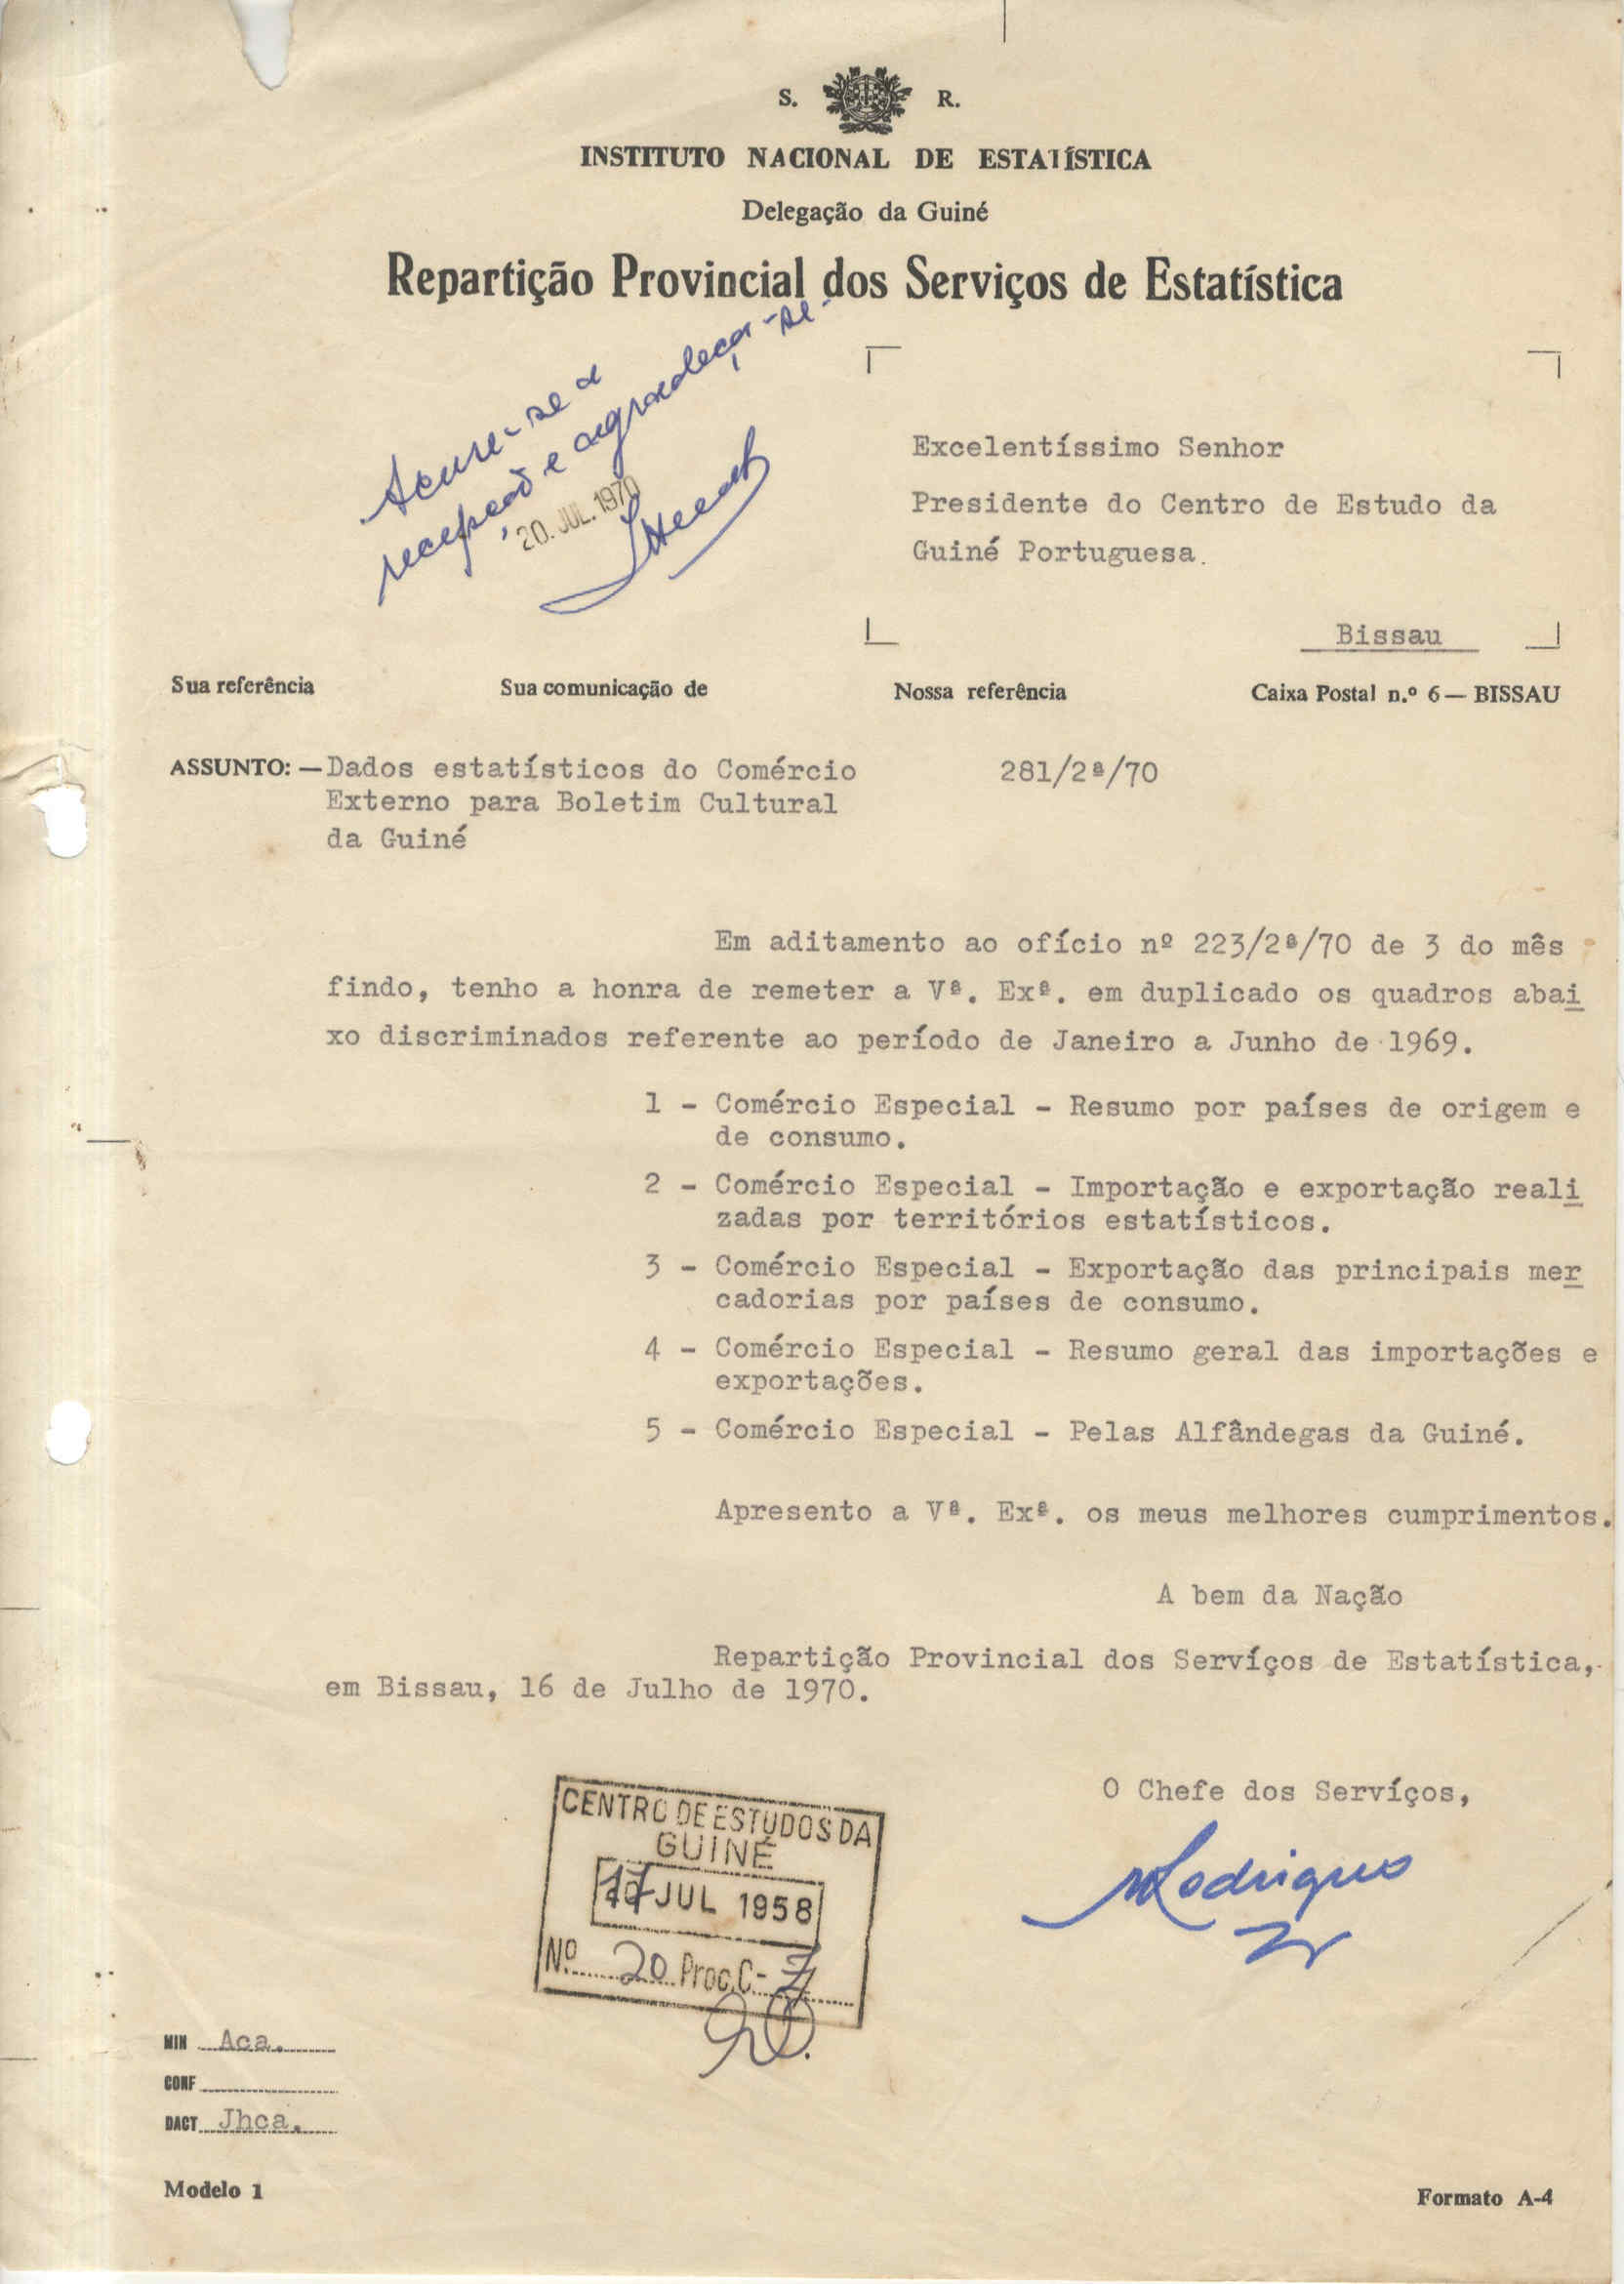 S. R.
INSTITUTO NACIONAL DE ESTATÍSTICA
Delegação da Guiné
Repartição Provincial dos Serviços de Estatística
Acuse-se a
recepção e agradeça-se
20. JUL. 1970
Excelentíssimo Senhor
Presidente do Centro de Estudo da
Guiné Portuguesa.
Bissau
Sua referência Sua comunicação de Nossa referência Caixa Postal n.º 6 — BISSAU
ASSUNTO: — Dados estatísticos do Comércio 281/2ª/70
Externo para Boletim Cultural
da Guiné
Em aditamento ao ofício nº 223/2ª/70 de 3 do mês
findo, tenho a honra de remeter a Vª. Exª. em duplicado os quadros abai
xo discriminados referente ao período de Janeiro a Junho de 1969.
1 - Comércio Especial - Resumo por países de origem e
de consumo.
2 - Comércio Especial - Importação e exportação reali
zadas por territórios estatísticos.
3 - Comércio Especial - Exportação das principais mer
cadorias por países de consumo.
4 - Comércio Especial - Resumo geral das importações e
exportações.
5 - Comércio Especial - Pelas Alfândegas da Guiné.
Apresento a Vª. Exª. os meus melhores cumprimentos.
A bem da Nação
Repartição Provincial dos Servíços de Estatística,
em Bissau, 16 de Julho de 1970.
O Chefe dos Servíços,
Rodrigues
CENTRO DE ESTUDOS DA
GUINÉ
17 JUL 1958
Nº 20 Proc. C-7
MIN Aca.
CONF
DACT Jhca.
Modelo 1 Formato A-4